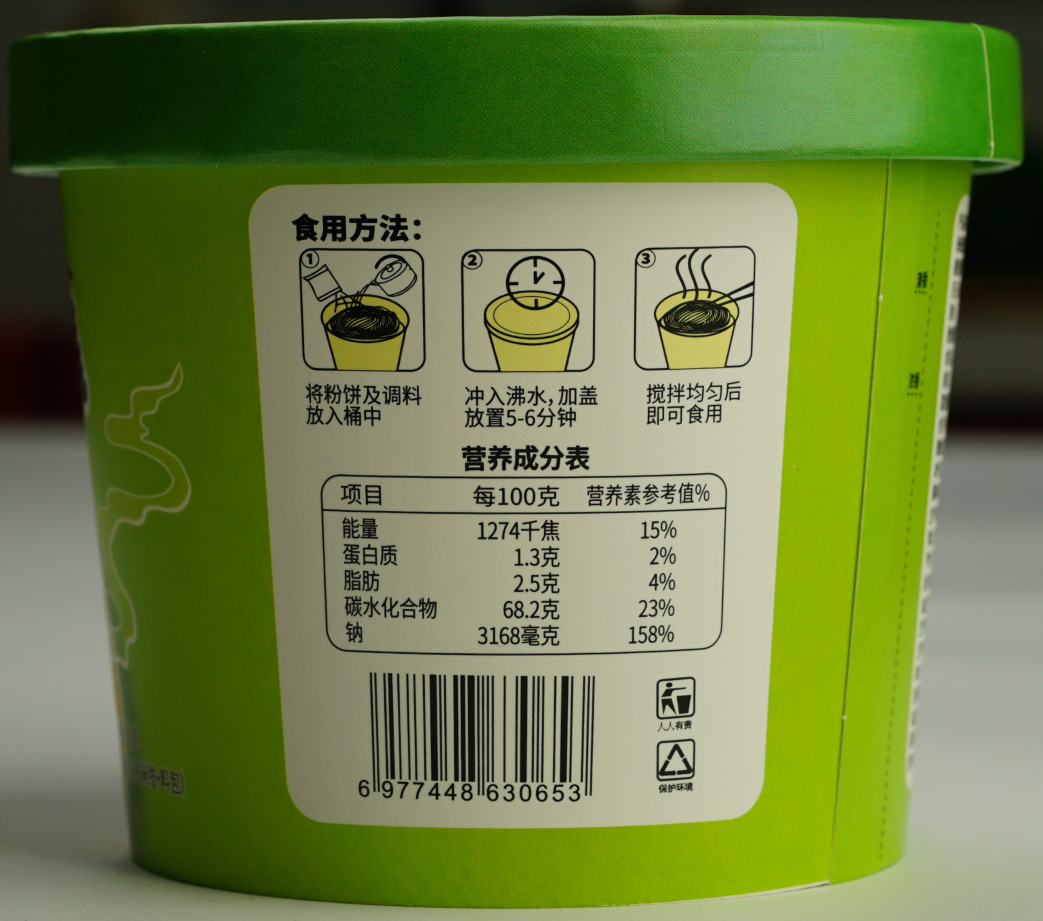 食用方法：
1
2
3
将粉饼及调料
放入桶中
冲入沸水，加盖
放置5-6分钟
搅拌均匀后
即可食用
营养成分表
项目 每100克 营养素参考值%
能量 1274千焦 15%
蛋白质 1.3克 2%
脂肪 2.5克 4%
碳水化合物 68.2克 23%
钠 3168毫克 158%
6 977448 630653
人人有责
保护环境